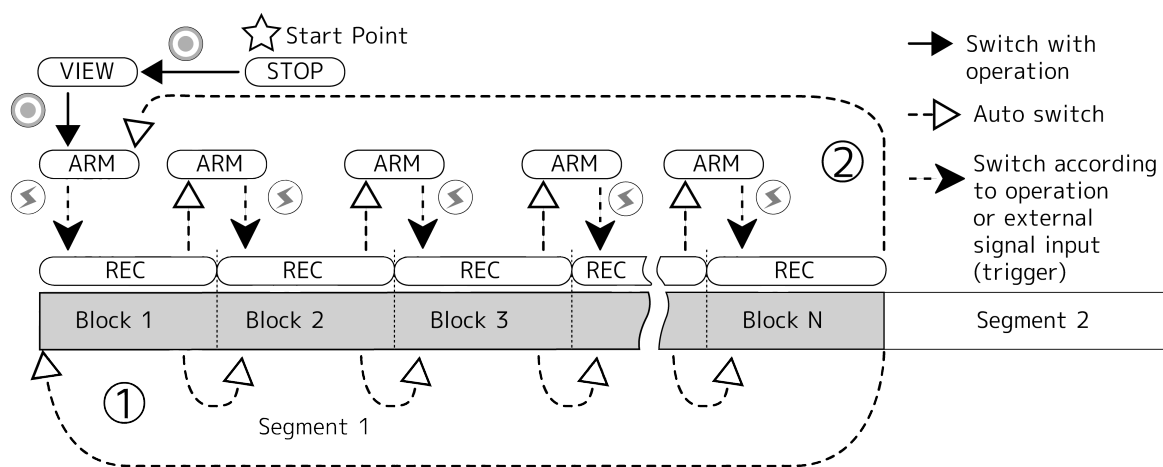 Start Point
VIEW
STOP
Switch with
operation
Auto switch
Switch according
to operation
or external
signal input
(trigger)
ARM
ARM
ARM
ARM
ARM
②
REC
REC
REC
REC
REC
Block 1
Block 2
Block 3
Block N
Segment 2
①
Segment 1